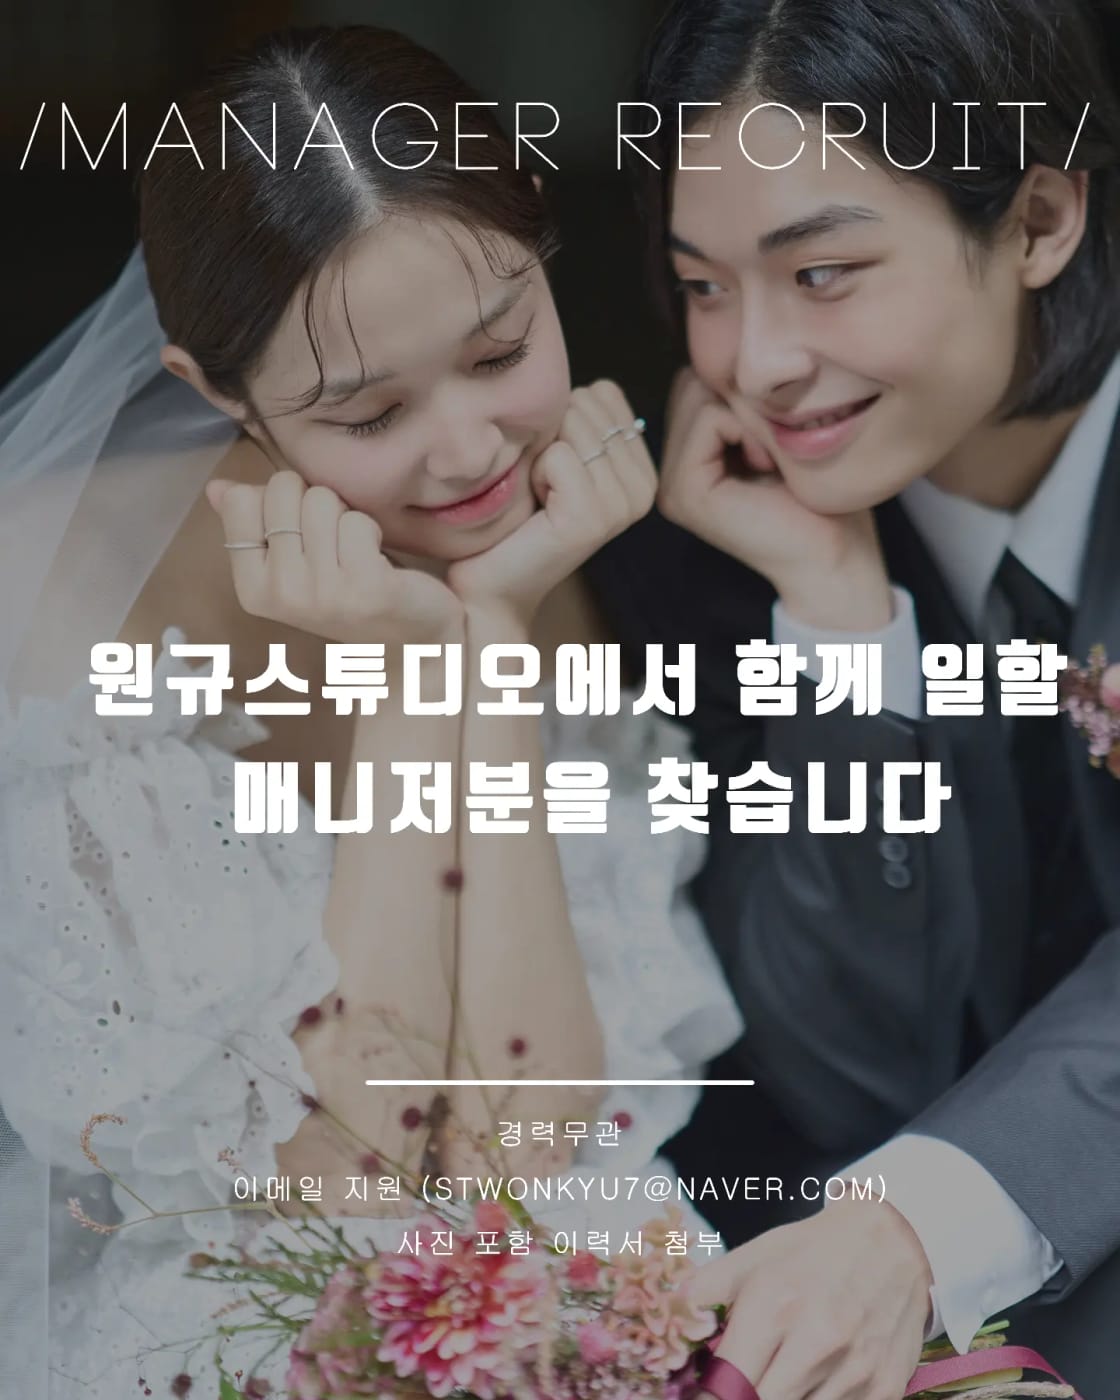 /MANAGER RECRUIT/
원규스튜디오에서 함께 일할
매니저분을 찾습니다
경력무관
이메일 지원 (STWONKYU7@NAVER.COM)
사진 포함 이력서 첨부